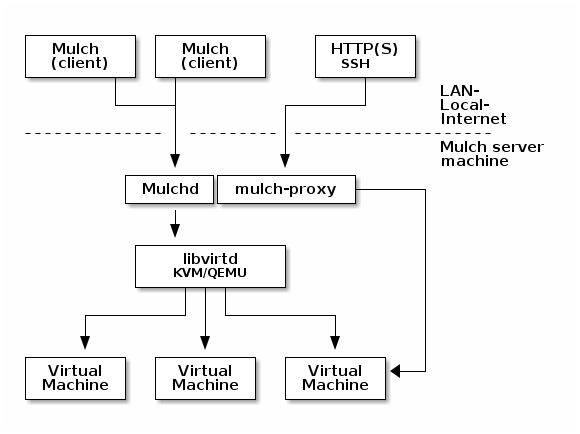 Mulch
(client)
Mulch
(client)
HTTP(S)
SSH
LAN-
Local-
Internet
Mulch server
machine
Mulchd
mulch-proxy
libvirtd
KVM/QEMU
Virtual
Machine
Virtual
Machine
Virtual
Machine